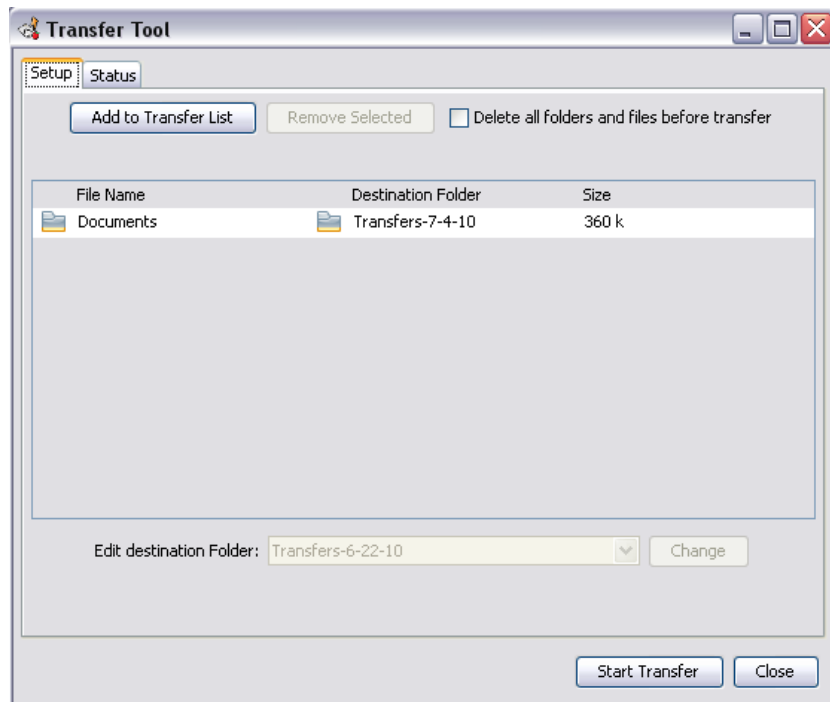 Transfer Tool
Setup Status
Add to Transfer List Remove Selected Delete all folders and files before transfer
File Name Destination Folder Size
Documents Transfers-7-4-10 360 k
Edit destination Folder: Transfers-6-22-10 Change
Start Transfer Close